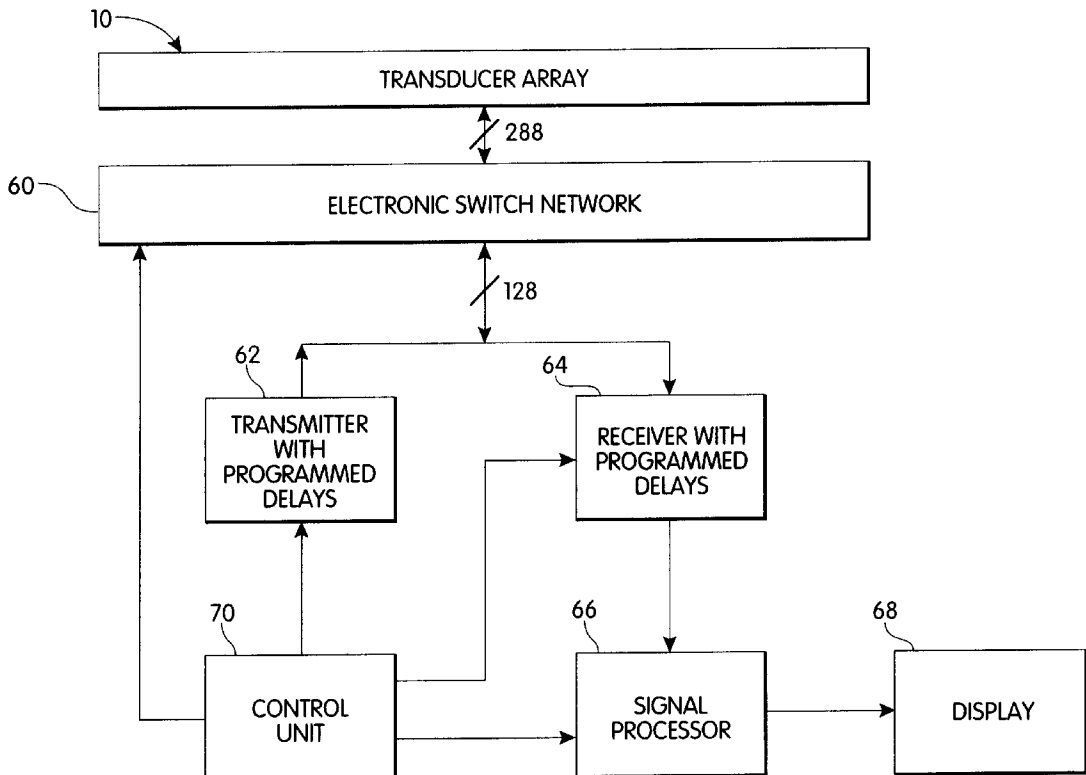 10
TRANSDUCER ARRAY
288
60
ELECTRONIC SWITCH NETWORK
128
62
64
TRANSMITTER
WITH
PROGRAMMED
DELAYS
RECEIVER WITH
PROGRAMMED
DELAYS
70
66
68
CONTROL
UNIT
SIGNAL
PROCESSOR
DISPLAY